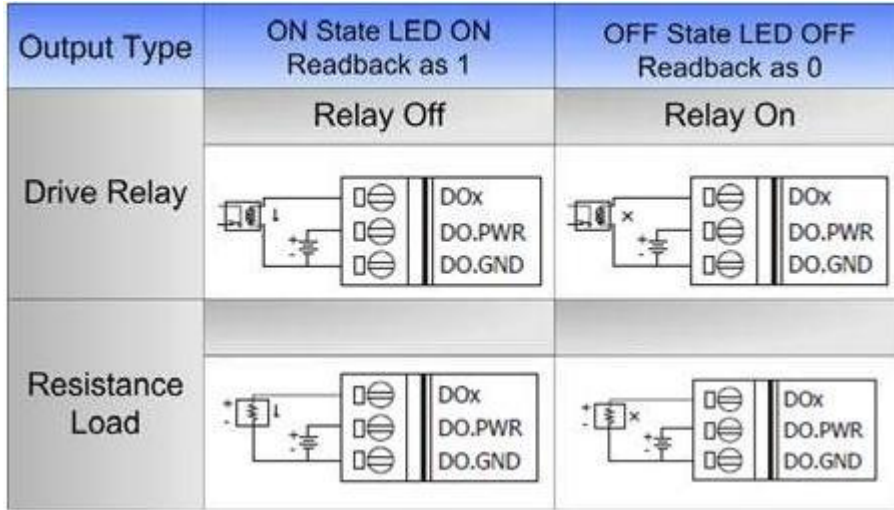 Output Type
ON State LED ON
Readback as 1
OFF State LED OFF
Readback as 0
Drive Relay
Relay Off
Relay On
DOx
DO.PWR
DO.GND
DOx
DO.PWR
DO.GND
Resistance
Load
DOx
DO.PWR
DO.GND
DOx
DO.PWR
DO.GND